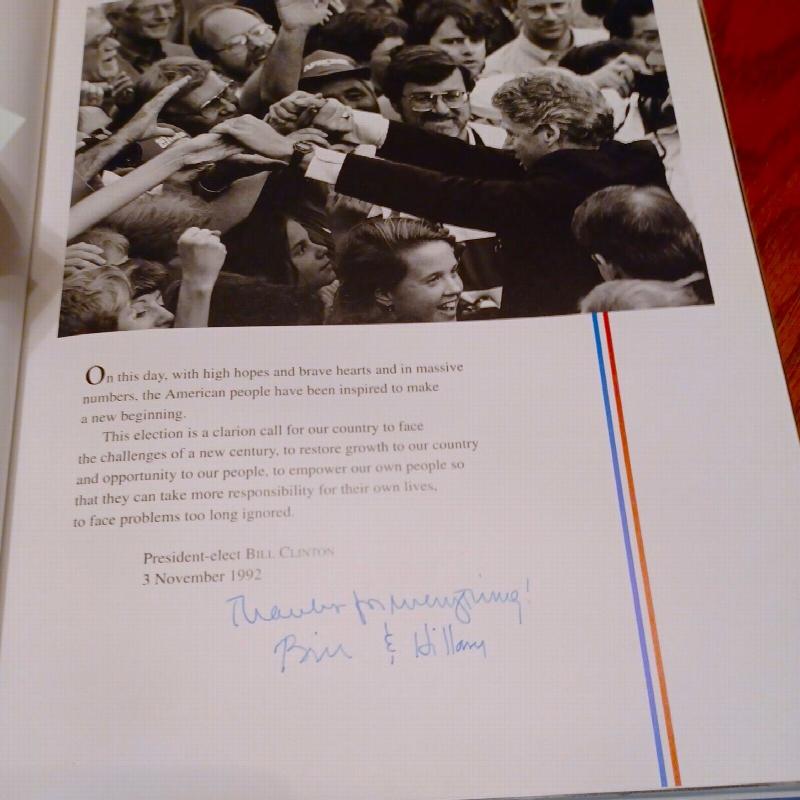 On this day, with high hopes and brave hearts and in massive
numbers, the American people have been inspired to make
a new beginning.
This election is a clarion call for our country to face
the challenges of a new century, to restore growth to our country
and opportunity to our people, to empower our own people so
that they can take more responsibility for their own lives,
to face problems too long ignored.
President-elect BILL CLINTON
3 November 1992
Thanks for everything!
Bill & Hillary